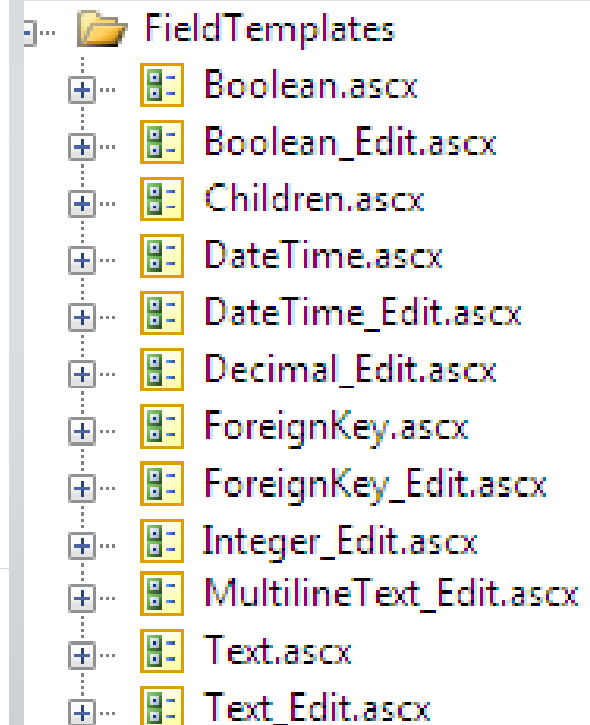 FieldTemplates
Boolean.ascx
Boolean_Edit.ascx
Children.ascx
DateTime.ascx
DateTime_Edit.ascx
Decimal_Edit.ascx
ForeignKey.ascx
ForeignKey_Edit.ascx
Integer_Edit.ascx
MultilineText_Edit.ascx
Text.ascx
Text_Edit.ascx